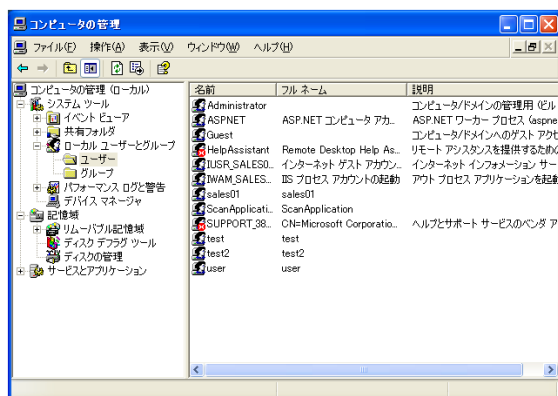 コンピュータの管理
ファイル(F) 操作(A) 表示(V) ウィンドウ(W) ヘルプ(H)
コンピュータの管理 (ローカル)
システム ツール
イベント ビューア
共有フォルダ
ローカル ユーザーとグループ
ユーザー
グループ
パフォーマンス ログと警告
デバイス マネージャ
記憶域
リムーバブル記憶域
ディスク デフラグ ツール
ディスクの管理
サービスとアプリケーション
名前 フル ネーム 説明
Administrator コンピュータ/ドメインの管理用 (ビル
ASPNET ASP.NET コンピュータ アカ... ASP.NET ワーカー プロセス (aspne
Guest コンピュータ/ドメインへのゲスト アクセ
HelpAssistant Remote Desktop Help As... リモート アシスタンスを提供するための
IUSR_SALES0... インターネット ゲスト アカウン... インターネット インフォメーション サー
IWAM_SALES... IIS プロセス アカウントの起動 アウト プロセス アプリケーションを起動
sales01 sales01
ScanApplicati... ScanApplication
SUPPORT_38... CN=Microsoft Corporatio... ヘルプとサポート サービスのベンダ ア
test test
test2 test2
user user